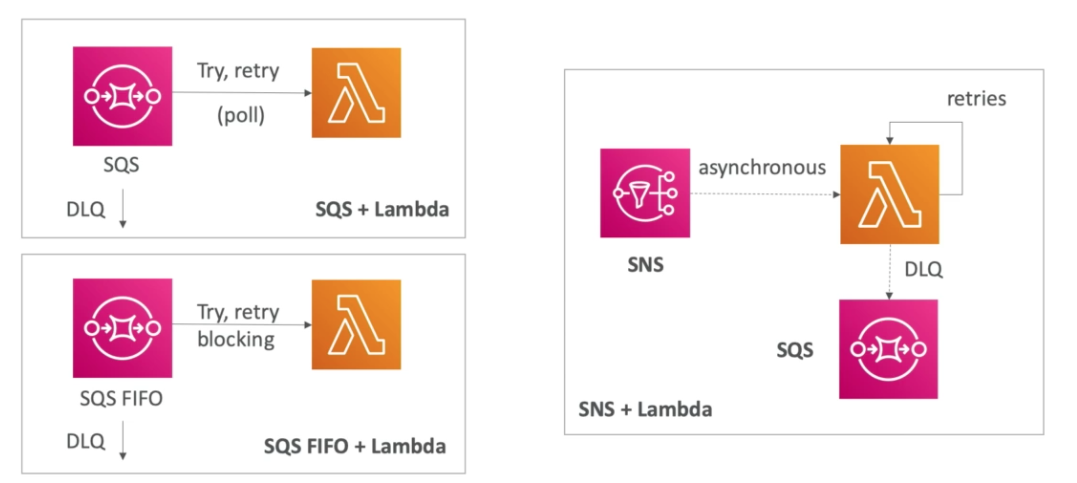 Try, retry
(poll)
SQS
DLQ
SQS + Lambda
Try, retry
blocking
SQS FIFO
DLQ
SQS FIFO + Lambda
retries
asynchronous
SNS
DLQ
SQS
SNS + Lambda